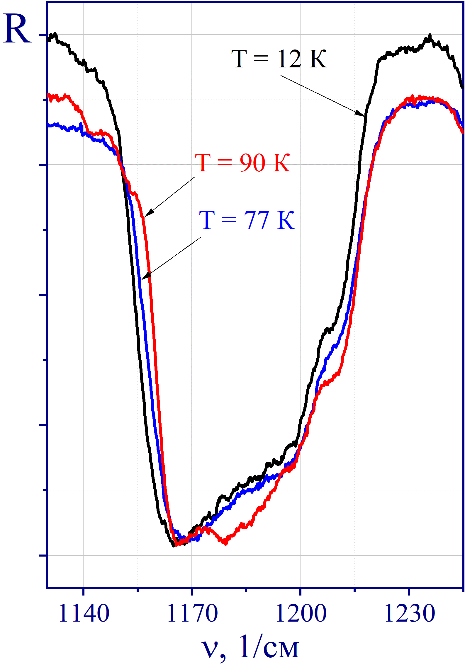 R
T = 12 К
T = 90 К
T = 77 К
1140 1170 1200 1230
ν, 1/см